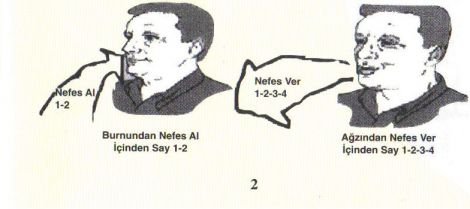 Nefes Al
1-2
Nefes Ver
1-2-3-4
Burnundan Nefes Al
İçinden Say 1-2
Ağzından Nefes Ver
İçinden Say 1-2-3-4
2